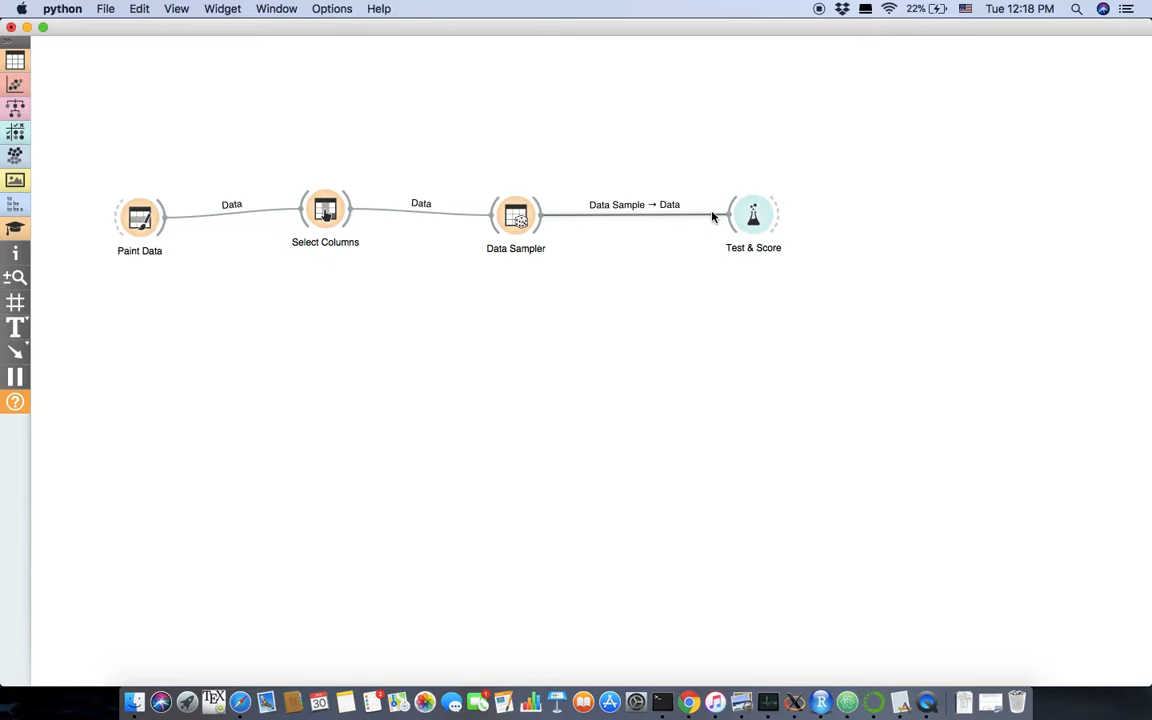 python File Edit View Widget Window Options Help 22% Tue 12:18 PM
Data
Data
Data Sample → Data
Paint Data
Select Columns
Data Sampler
Test & Score